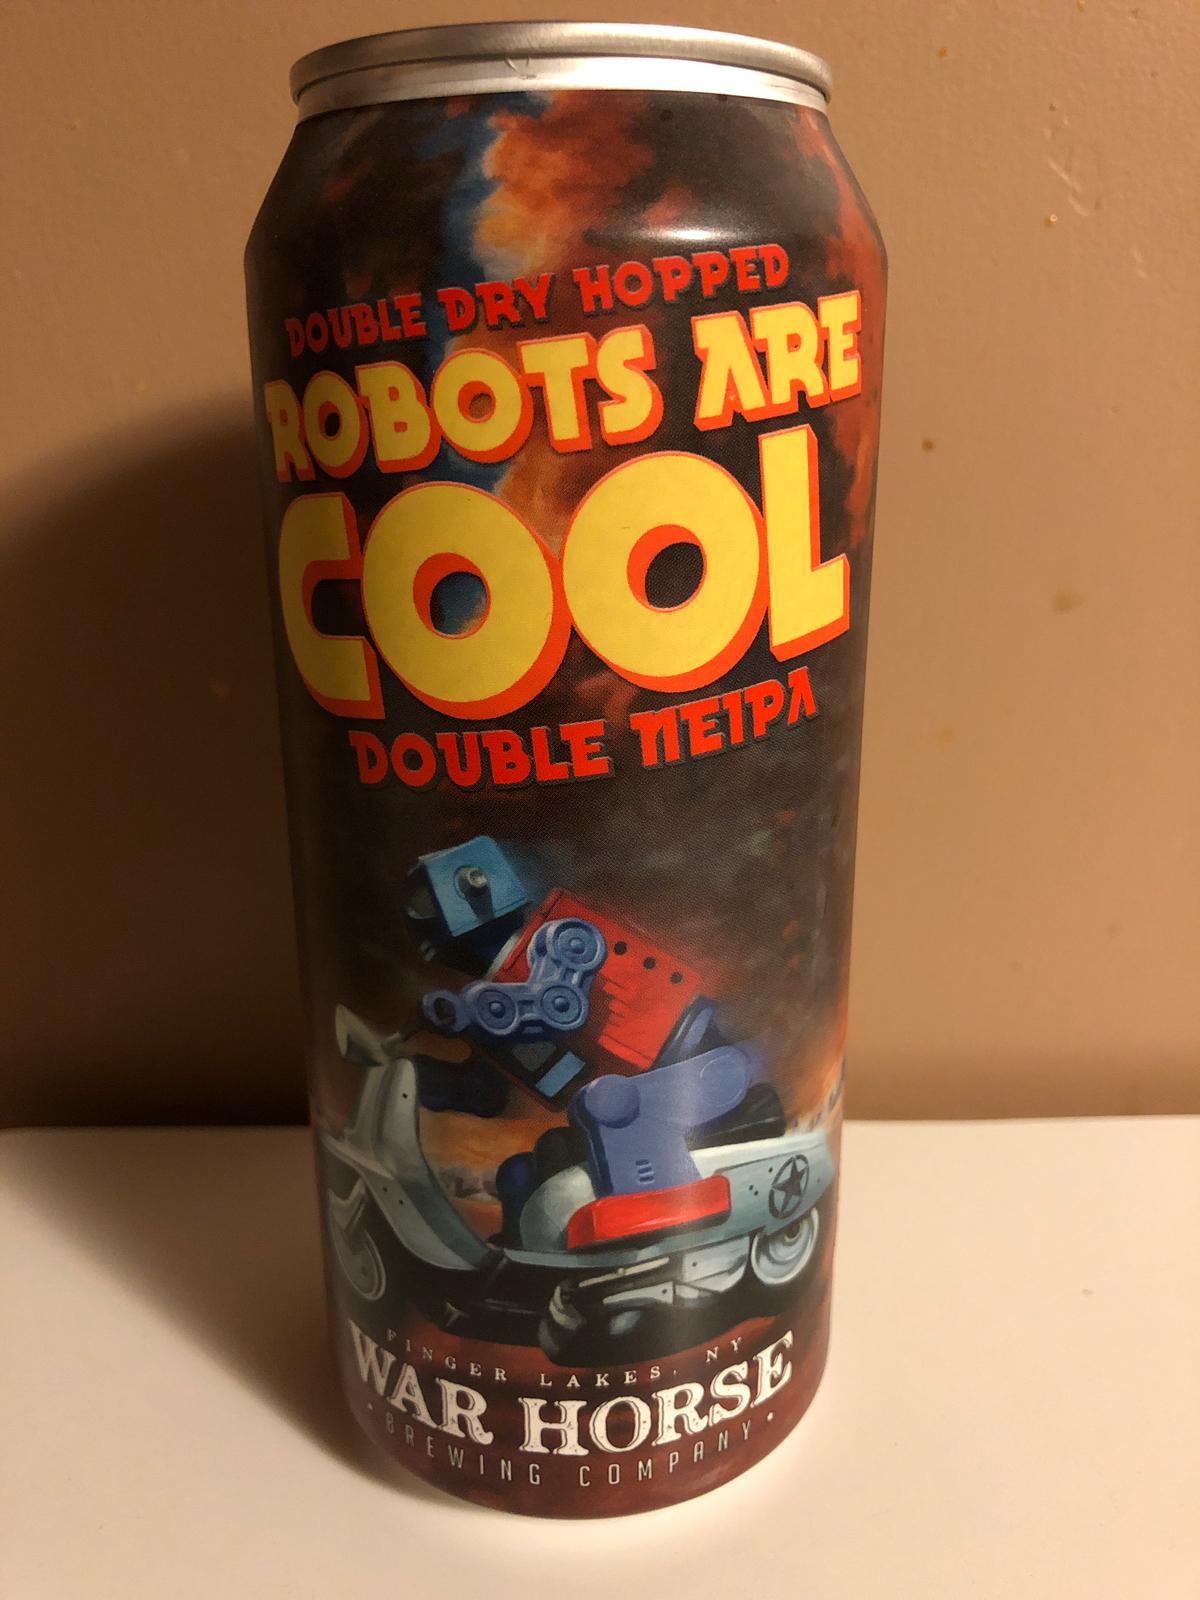 DOUBLE DRY HOPPED
ROBOTS ARE
COOL
DOUBLE NEIPA
FINGER LAKES, NY
WAR HORSE
BREWING COMPANY